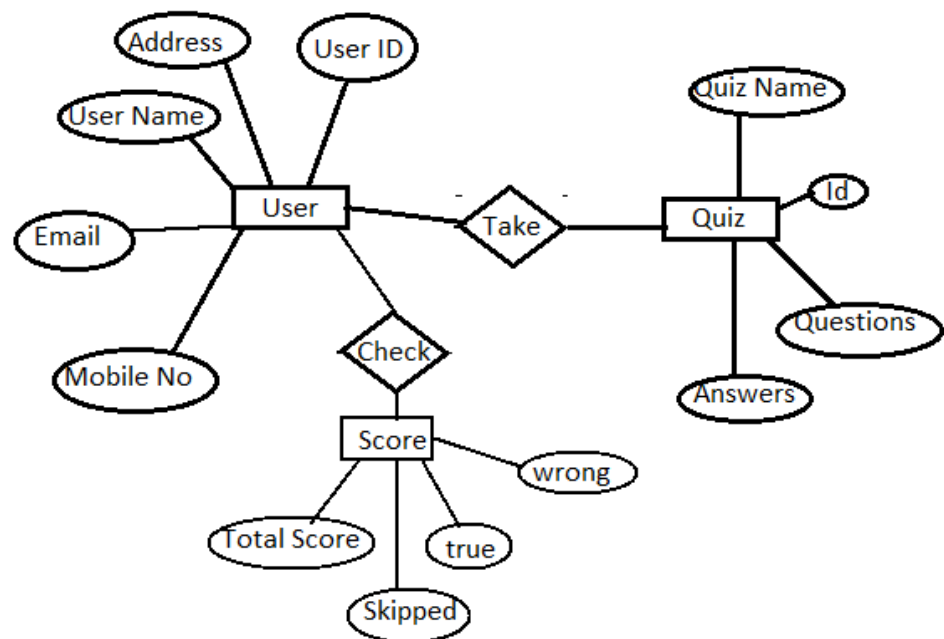 Address
User ID
User Name
Quiz Name
Id
User
Take
Quiz
Email
Questions
Check
Mobile No
Answers
Score
wrong
Total Score
true
Skipped